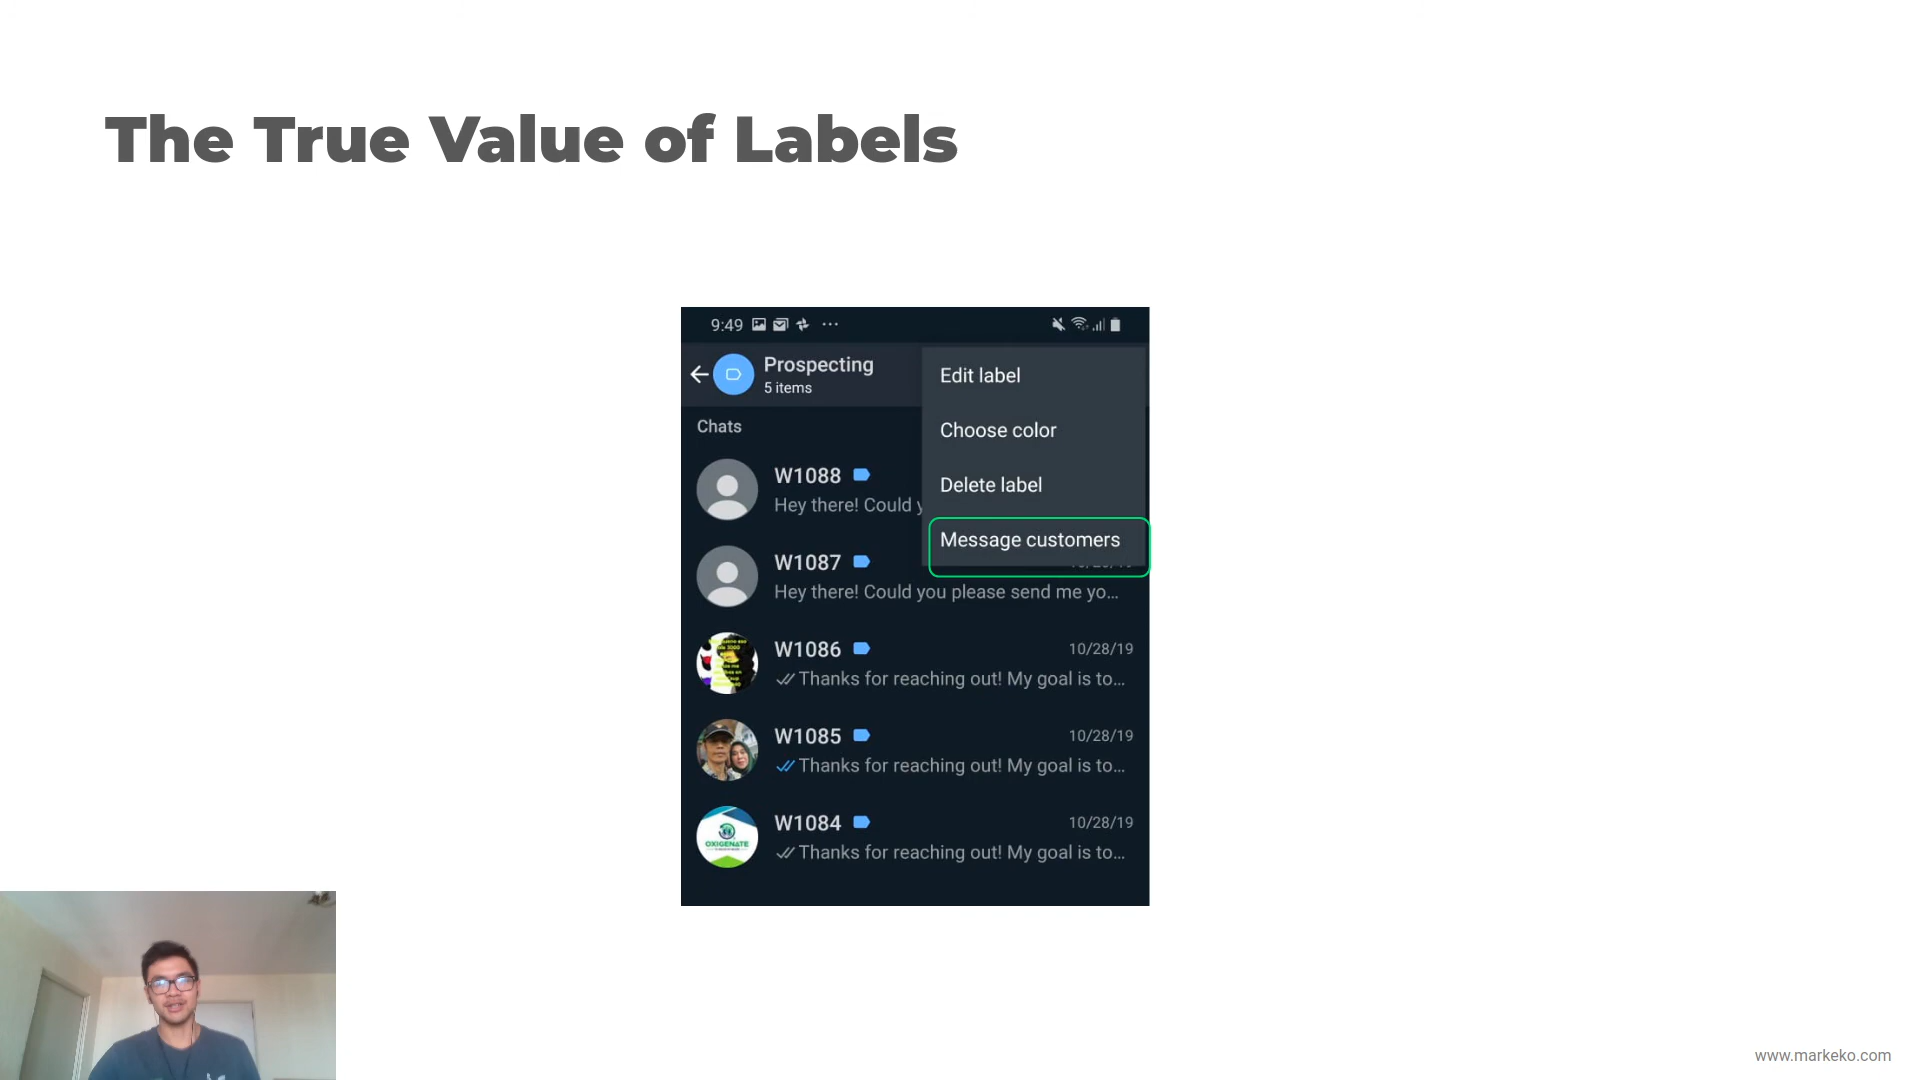 The True Value of Labels
9:49
Prospecting
5 items
Edit label
Choose color
Delete label
Message customers
Chats
W1088
Hey there! Could y
W1087
Hey there! Could you please send me yo...
W1086 10/28/19
Thanks for reaching out! My goal is to...
W1085 10/28/19
Thanks for reaching out! My goal is to...
W1084 10/28/19
Thanks for reaching out! My goal is to...
OXIGENATE
www.markeko.com